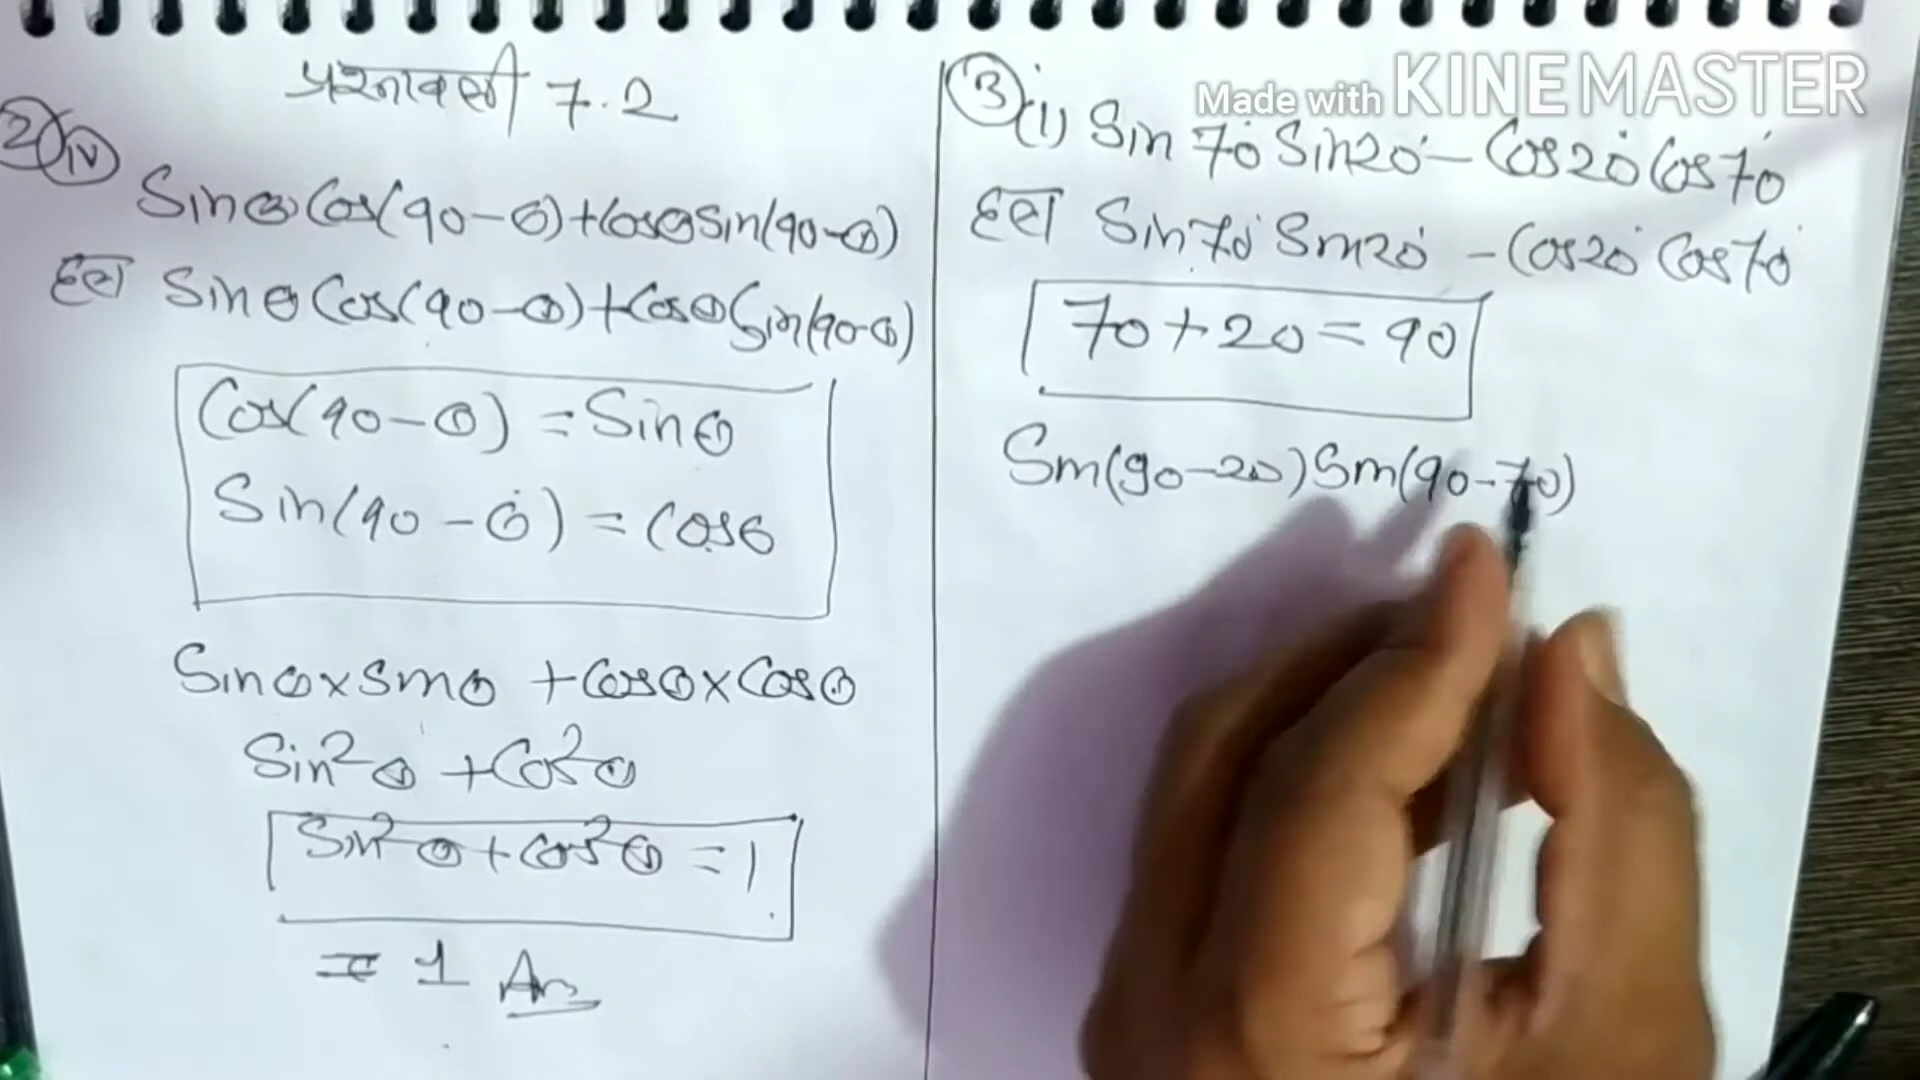 Made with KINEMASTER
प्रश्नावली 7.2
2 iv
Sinθ Cos(90-θ)+Cosθ Sin(90-θ)
हल Sinθ Cos(90-θ)+Cosθ Sin(90-θ)
Cos(90-θ) = Sinθ
Sin(90-θ) = Cosθ
Sinθ×Sinθ +Cosθ×Cosθ
Sin²θ +Cos²θ
Sin²θ+Cos²θ = 1
= 1 Ans
3 (i) Sin 70° Sin20° - Cos20° Cos70°
हल Sin70° Sin20° - Cos20° Cos70°
70+20=90
Sin(90-20) Sin(90-70)